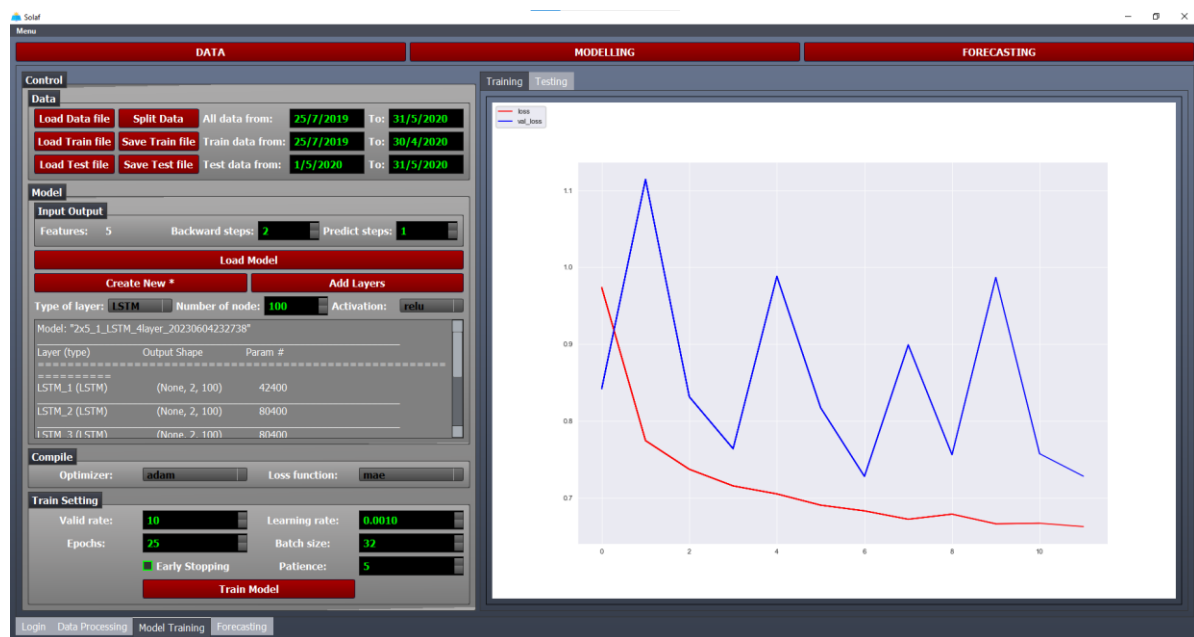 Solaf
Menu
DATA MODELLING FORECASTING
Control
Data
Load Data file Split Data All data from: 25/7/2019 To: 31/5/2020
Load Train file Save Train file Train data from: 25/7/2019 To: 30/4/2020
Load Test file Save Test file Test data from: 1/5/2020 To: 31/5/2020
Model
Input Output
Features: 5 Backward steps: 2 Predict steps: 1
Load Model
Create New * Add Layers
Type of layer: LSTM Number of node: 100 Activation: relu
Model: "2x5_1_LSTM_4layer_20230604232738"
Layer (type) Output Shape Param #
LSTM_1 (LSTM) (None, 2, 100) 42400
LSTM_2 (LSTM) (None, 2, 100) 80400
LSTM_3 (LSTM) (None, 2, 100) 80400
Compile
Optimizer: adam Loss function: mae
Train Setting
Valid rate: 10 Learning rate: 0.0010
Epochs: 25 Batch size: 32
Early Stopping Patience: 5
Train Model
Training Testing
loss
val_loss
1.1
1.0
0.9
0.8
0.7
0 2 4 6 8 10
Login Data Processing Model Training Forecasting